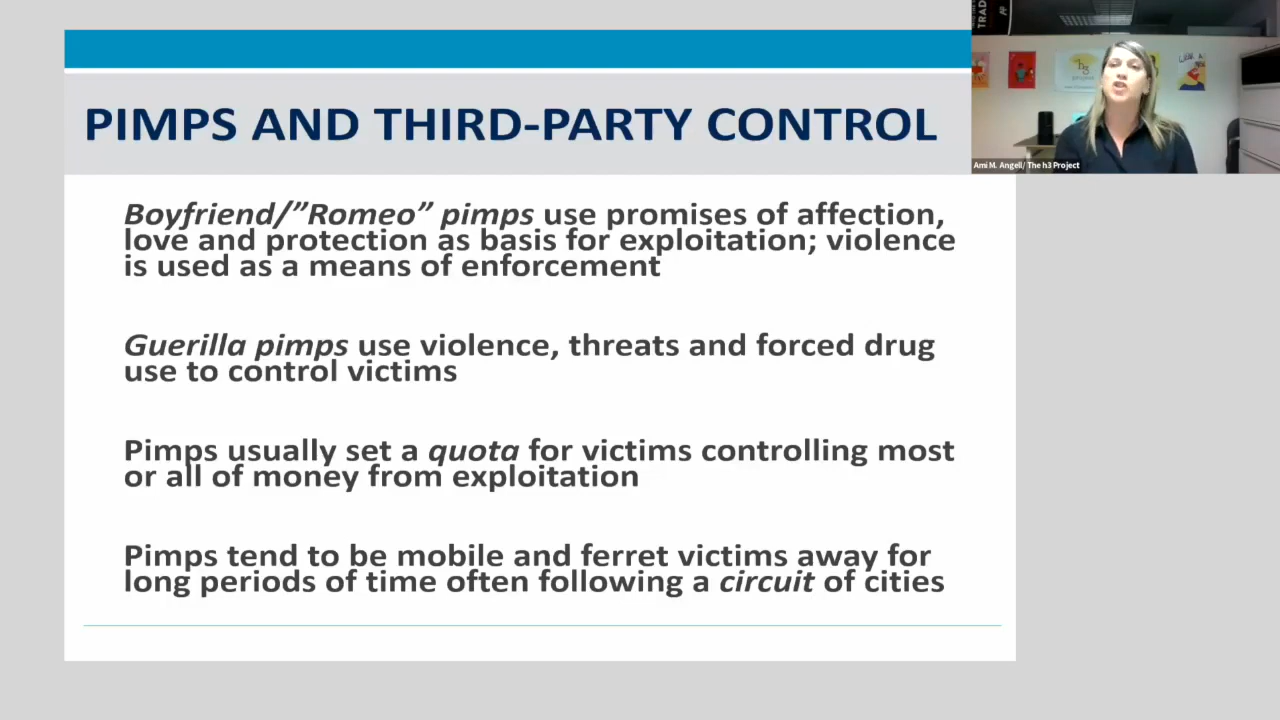 PIMPS AND THIRD-PARTY CONTROL
Boyfriend/”Romeo” pimps use promises of affection,
love and protection as basis for exploitation; violence
is used as a means of enforcement
Guerilla pimps use violence, threats and forced drug
use to control victims
Pimps usually set a quota for victims controlling most
or all of money from exploitation
Pimps tend to be mobile and ferret victims away for
long periods of time often following a circuit of cities
TRAD
Ami M. Angell/ The h3 Project